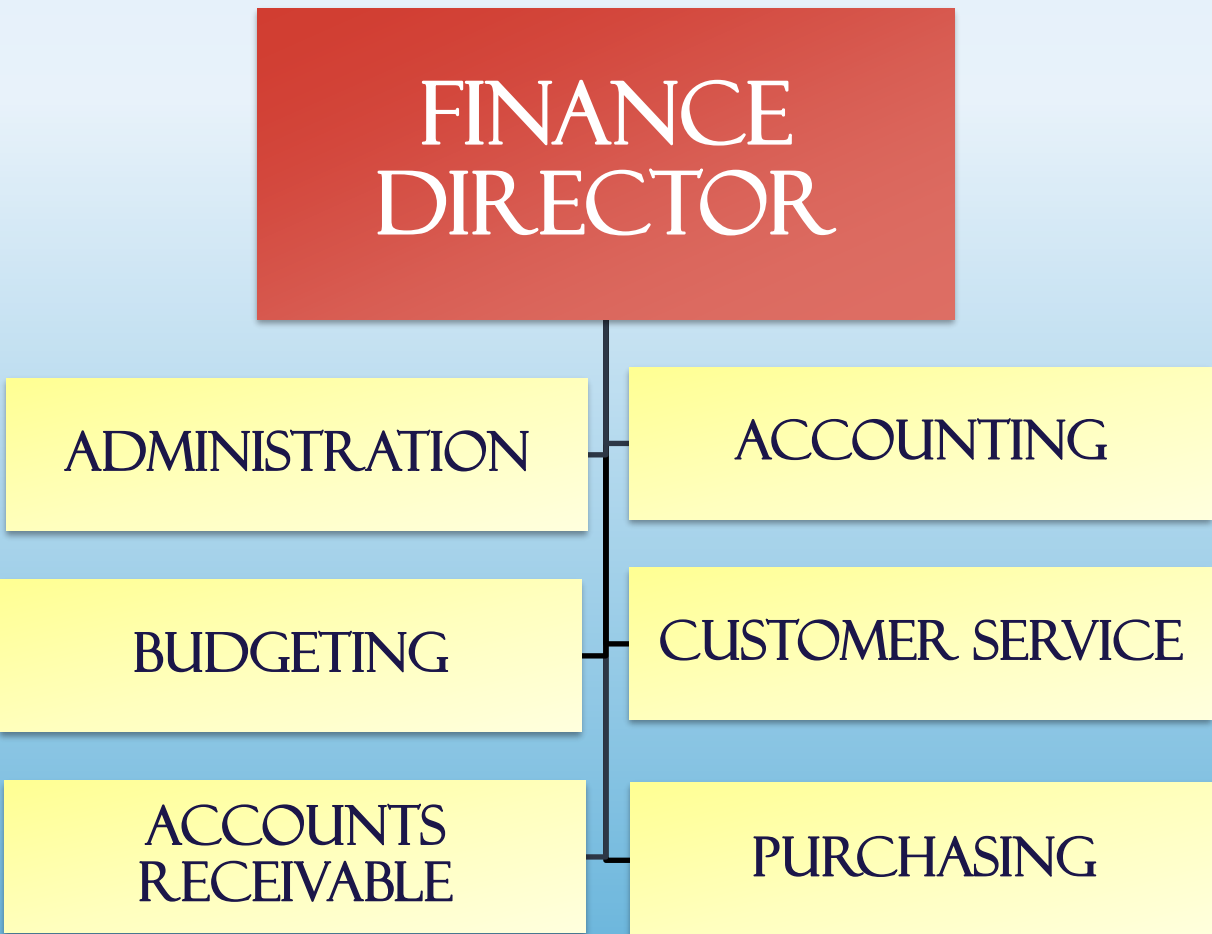 FINANCE
DIRECTOR
ADMINISTRATION
ACCOUNTING
BUDGETING
CUSTOMER SERVICE
ACCOUNTS
RECEIVABLE
PURCHASING